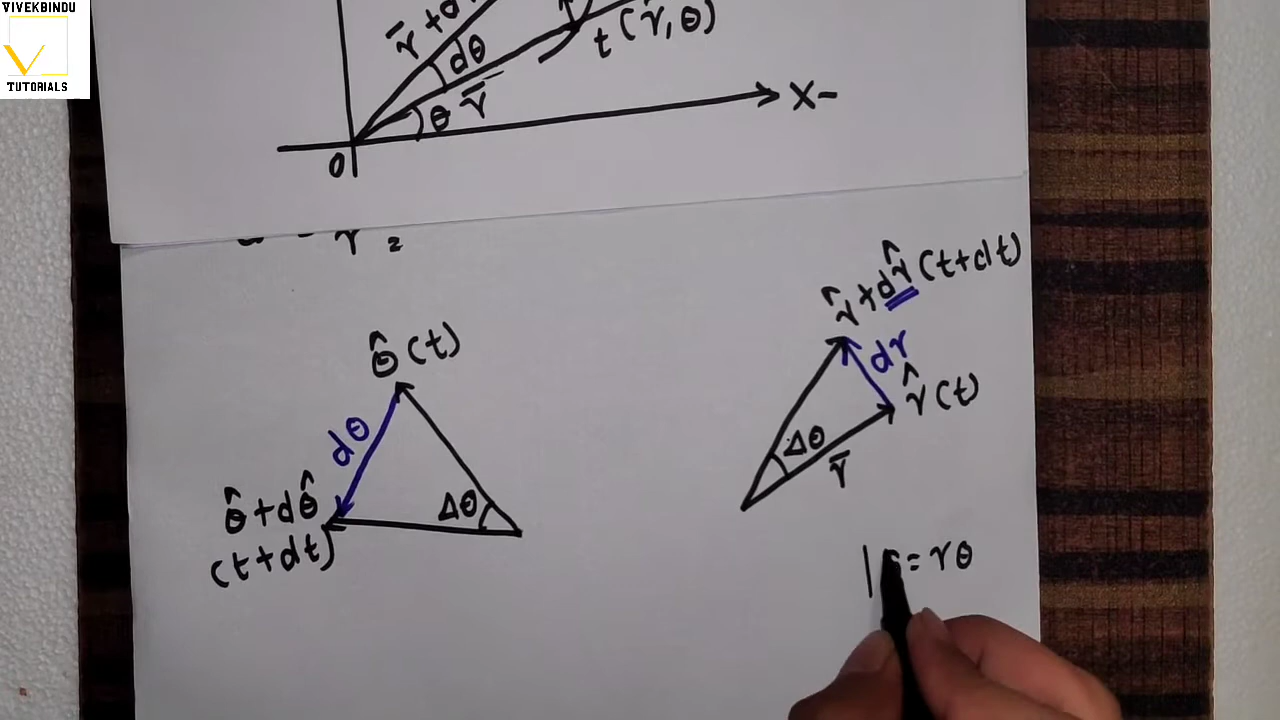 VIVEKBINDU
TUTORIALS
r̄ + d
dθ
t (r̂, θ)
θ r̄
X-
0
r̂ + dr̂ (t+dt)
dr
r̂ (t)
Δθ
r̄
θ̂ (t)
dθ
θ̂ + dθ̂
(t+dt)
Δθ
= rθ